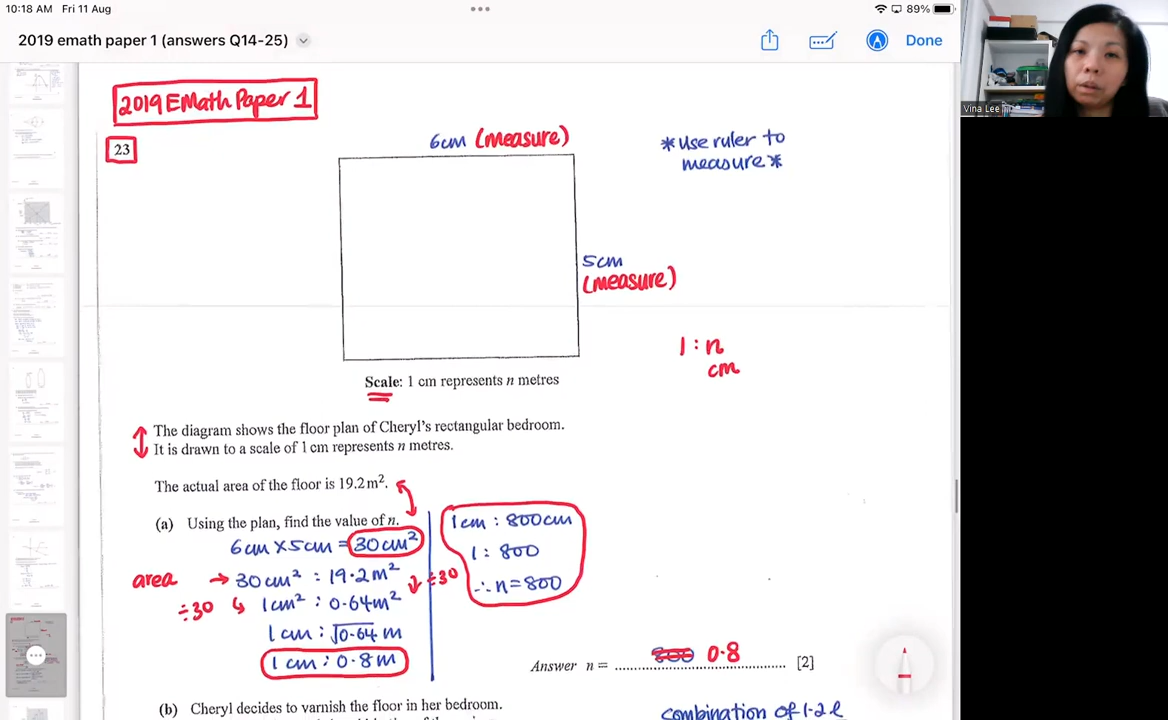 10:18 AM Fri 11 Aug
89%
2019 emath paper 1 (answers Q14-25)
Done
Vina Lee
2019 EMath Paper 1
23
6cm (measure)
*use ruler to
measure*
5cm
(measure)
1 : n
cm
Scale: 1 cm represents n metres
The diagram shows the floor plan of Cheryl's rectangular bedroom.
It is drawn to a scale of 1 cm represents n metres.
The actual area of the floor is 19.2 m².
(a) Using the plan, find the value of n.
6cm × 5cm = 30cm²
area → 30cm² : 19.2m²
÷30 1cm² : 0.64m² ÷30
1cm : √0.64 m
1cm : 0.8m
1cm : 800cm
1 : 800
∴ n = 800
Answer n = 800 0.8 [2]
(b) Cheryl decides to varnish the floor in her bedroom.
combination of 1-2l